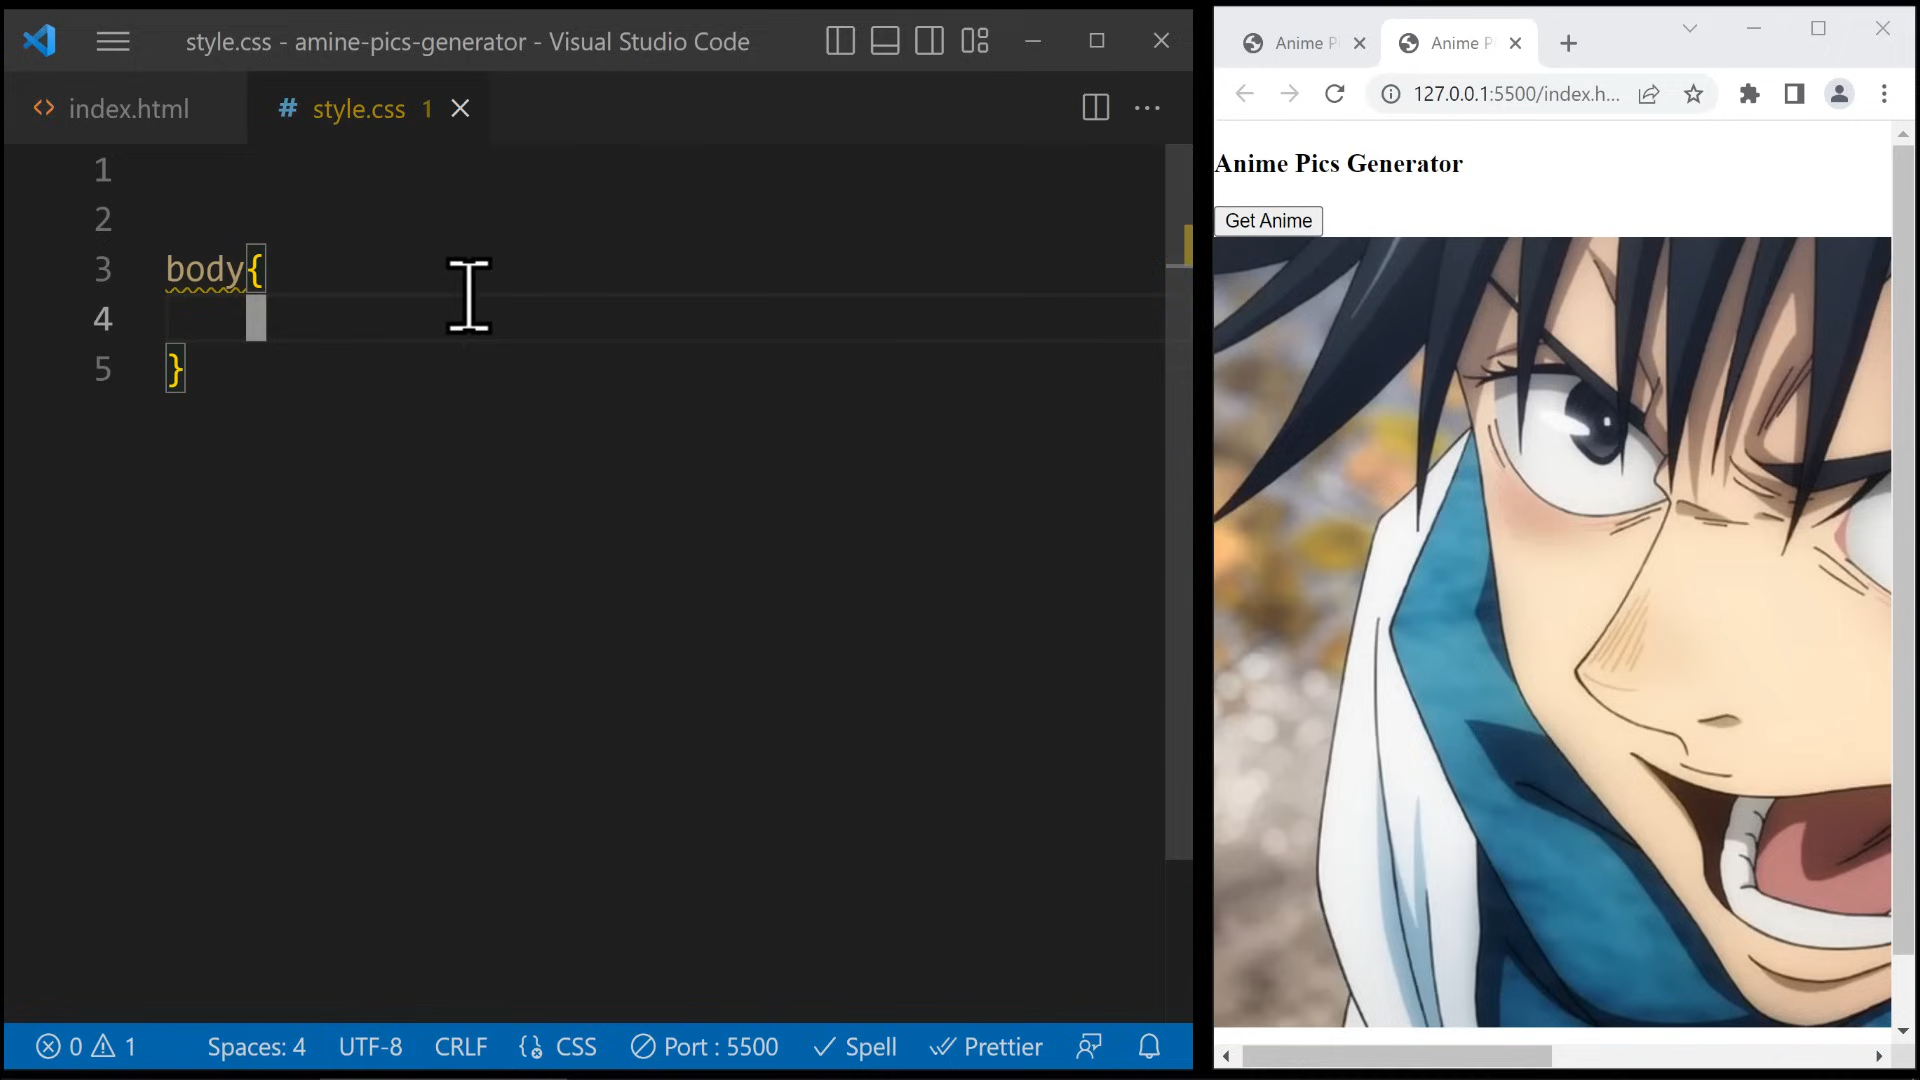 style.css - amine-pics-generator - Visual Studio Code
index.html
# style.css 1
1
2
3 body{
4
5 }
0 1
Spaces: 4
UTF-8
CRLF
CSS
Port : 5500
Spell
Prettier
Anime P
Anime P
127.0.0.1:5500/index.h...
Anime Pics Generator
Get Anime